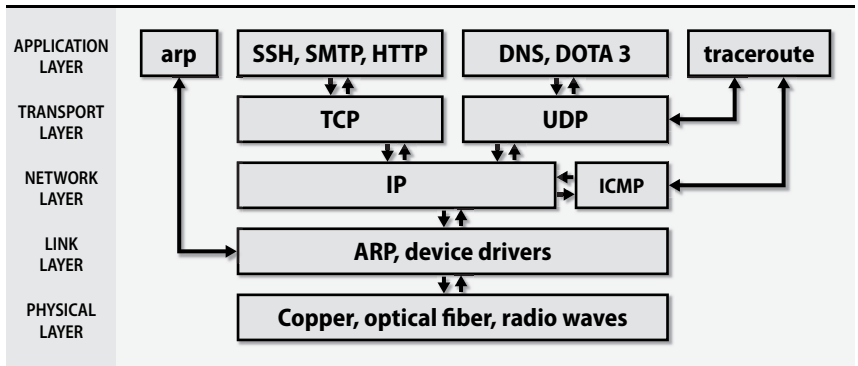 APPLICATION
LAYER
arp
SSH, SMTP, HTTP
DNS, DOTA 3
traceroute
TRANSPORT
LAYER
TCP
UDP
NETWORK
LAYER
IP
ICMP
LINK
LAYER
ARP, device drivers
PHYSICAL
LAYER
Copper, optical fiber, radio waves